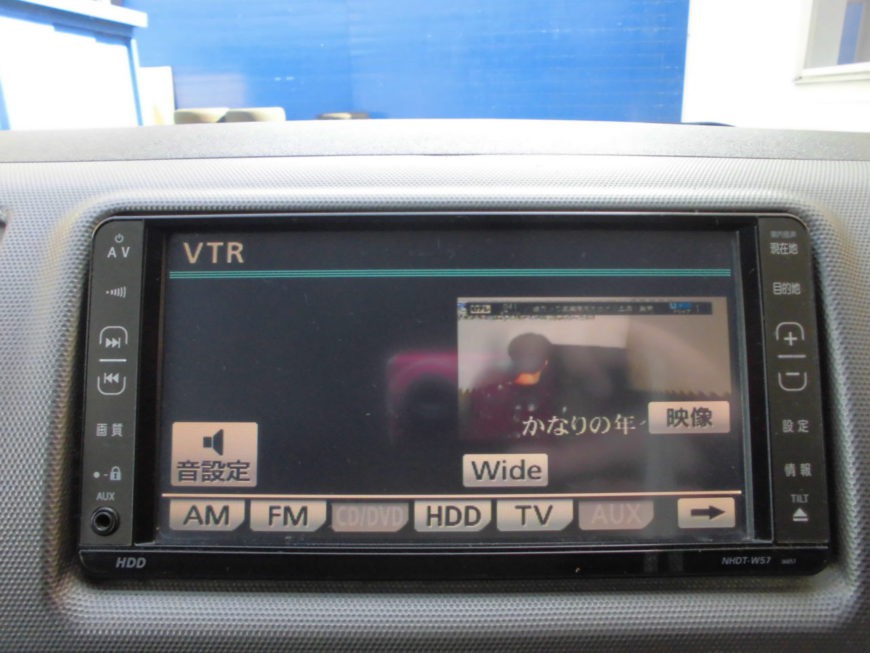 VTR
AV
画質
AUX
HDD
現在地
目的地
+
-
設定
情報
TILT
かなりの年
映像
音設定
Wide
AM
FM
CD/DVD
HDD
TV
AUX
NHDT-W57